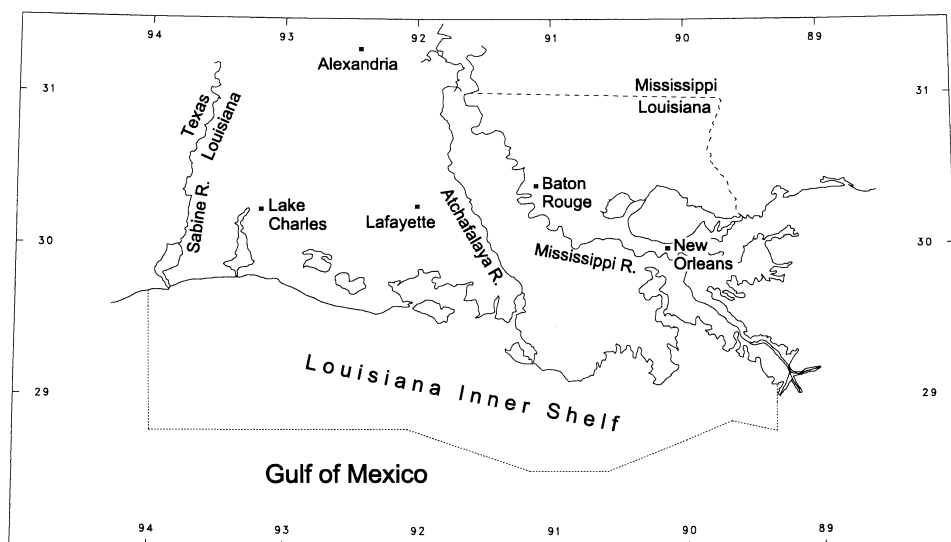 94 93 92 91 90 89
Alexandria
31 31
Mississippi
Louisiana
Texas
Louisiana
Sabine R.
Lake
Charles
Lafayette
Atchafalaya R.
Baton
Rouge
Mississippi R.
New
Orleans
30 30
29 29
Louisiana Inner Shelf
Gulf of Mexico
94 93 92 91 90 89